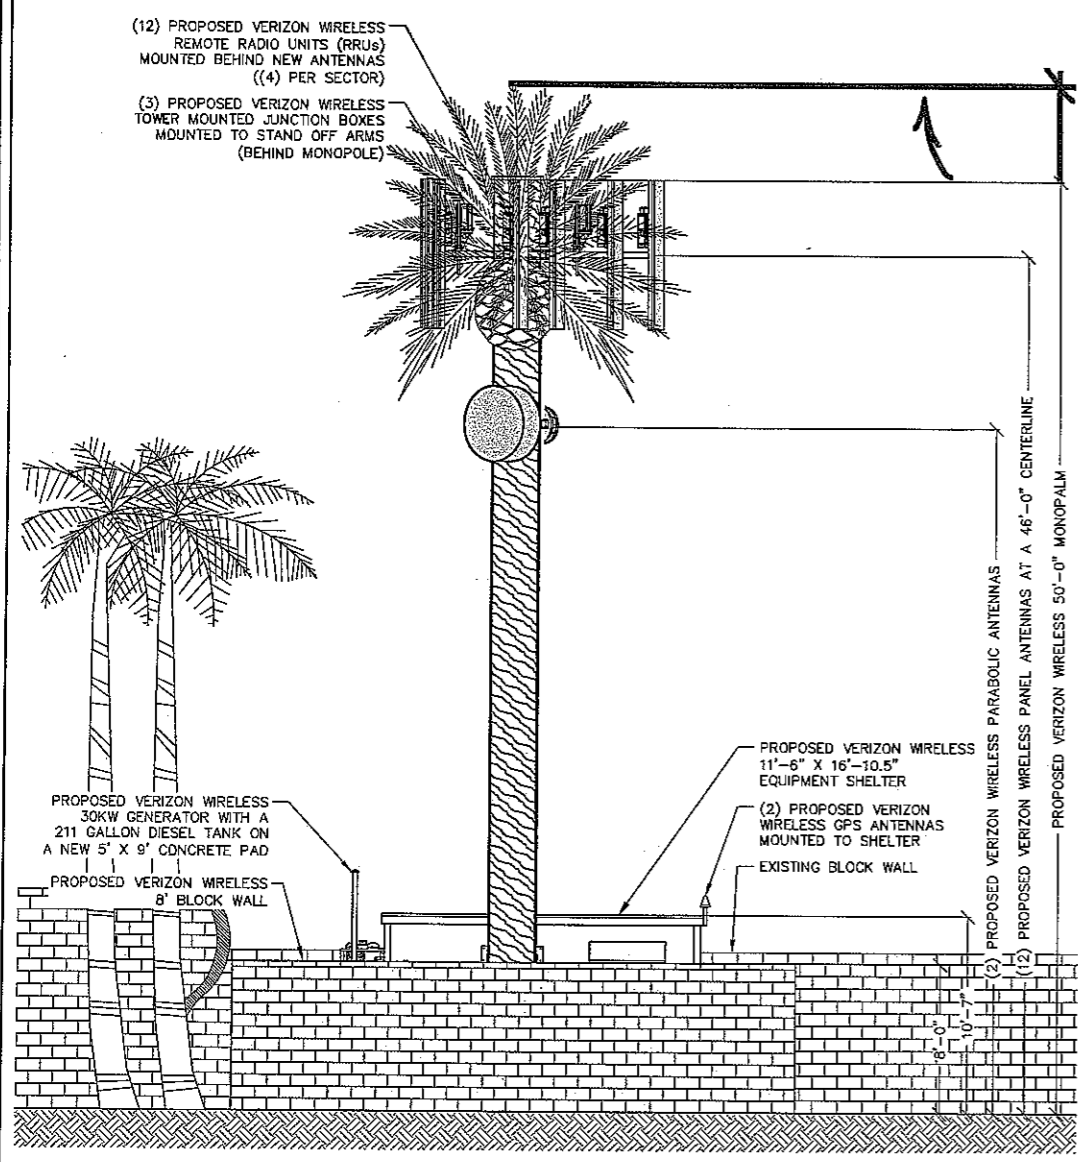 (12) PROPOSED VERIZON WIRELESS
REMOTE RADIO UNITS (RRUs)
MOUNTED BEHIND NEW ANTENNAS
((4) PER SECTOR)
(3) PROPOSED VERIZON WIRELESS
TOWER MOUNTED JUNCTION BOXES
MOUNTED TO STAND OFF ARMS
(BEHIND MONOPOLE)
PROPOSED VERIZON WIRELESS
11'-6" X 16'-10.5"
EQUIPMENT SHELTER
(2) PROPOSED VERIZON
WIRELESS GPS ANTENNAS
MOUNTED TO SHELTER
EXISTING BLOCK WALL
PROPOSED VERIZON WIRELESS
30KW GENERATOR WITH A
211 GALLON DIESEL TANK ON
A NEW 5' X 9' CONCRETE PAD
PROPOSED VERIZON WIRELESS
8' BLOCK WALL
8'-0"
10'-7"
(2) PROPOSED VERIZON WIRELESS PARABOLIC ANTENNAS
(12) PROPOSED VERIZON WIRELESS PANEL ANTENNAS AT A 46'-0" CENTERLINE
PROPOSED VERIZON WIRELESS 50'-0" MONOPALM